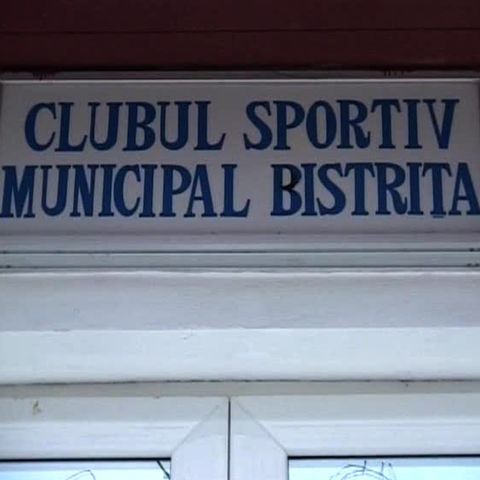 CLUBUL SPORTIV
MUNICIPAL BISTRIȚA